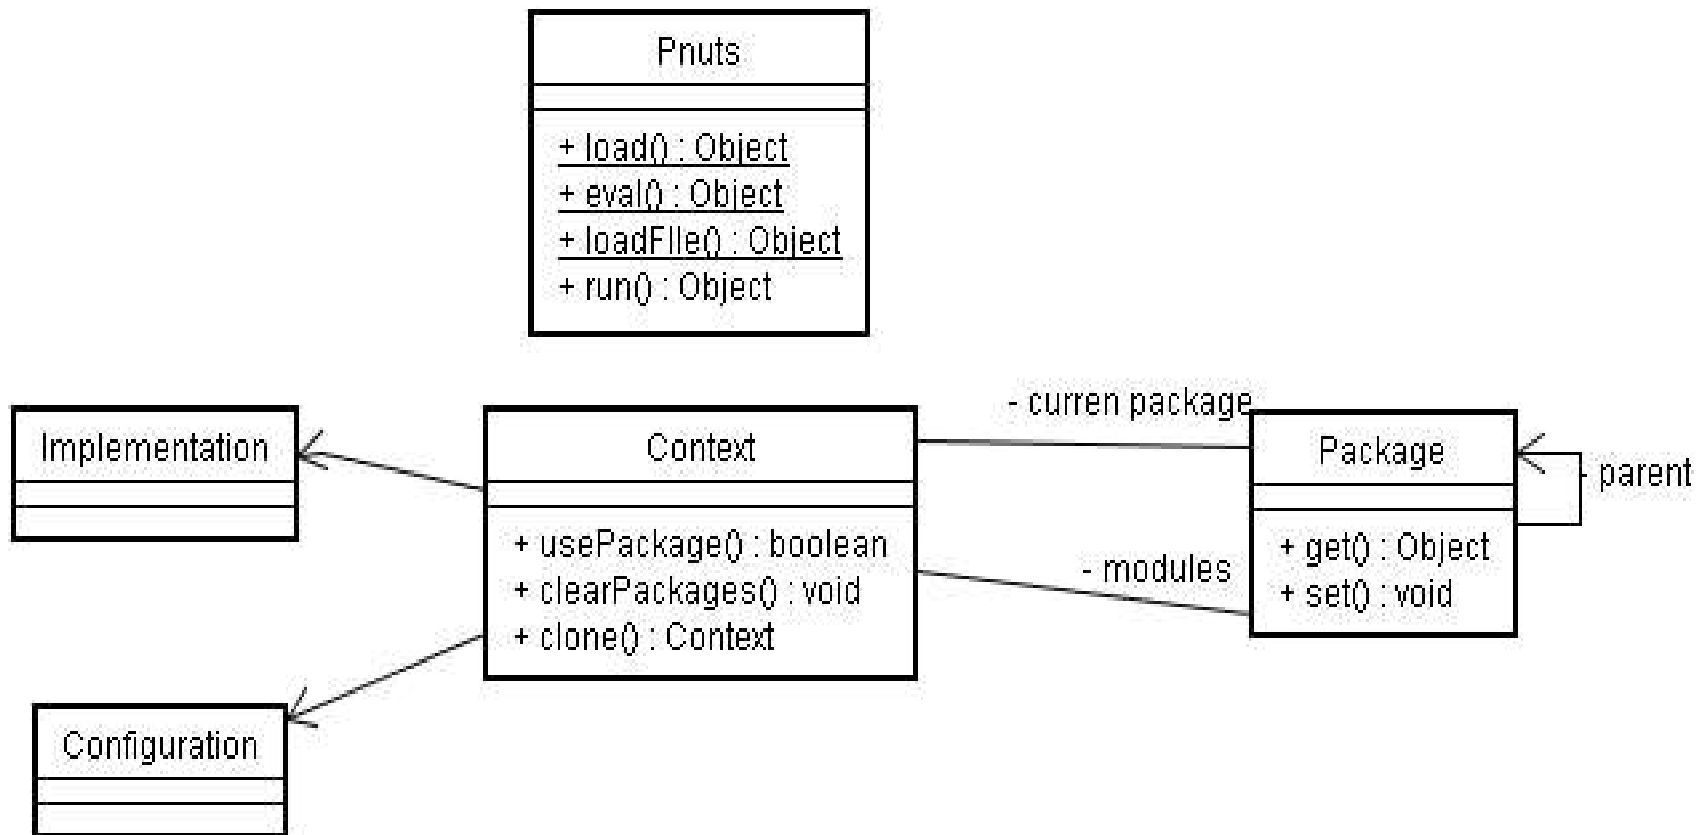 Pnuts
+ load() : Object
+ eval() : Object
+ loadFIle() : Object
+ run() : Object
- curren package
Implementation
Context
Package
- parent
+ usePackage() : boolean
+ clearPackages() : void
+ clone() : Context
- modules
+ get() : Object
+ set() : void
Configuration